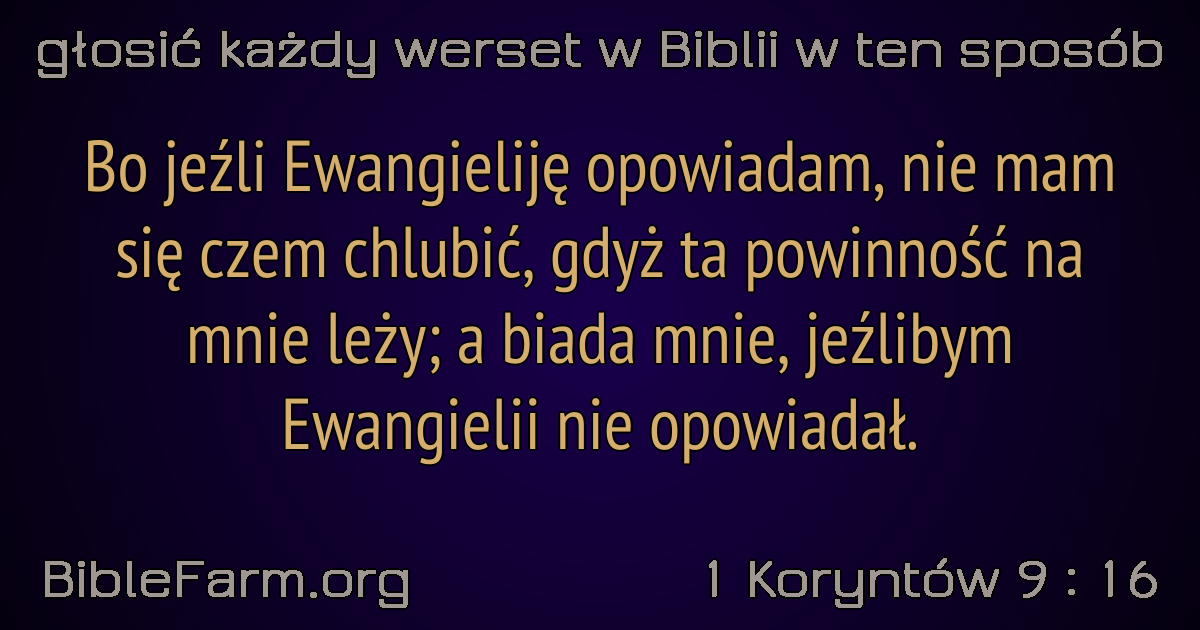 głosić każdy werset w Biblii w ten sposób
Bo jeźli Ewangieliję opowiadam, nie mam
się czem chlubić, gdyż ta powinność na
mnie leży; a biada mnie, jeźlibym
Ewangielii nie opowiadał.
BibleFarm.org
1 Koryntów 9 : 16